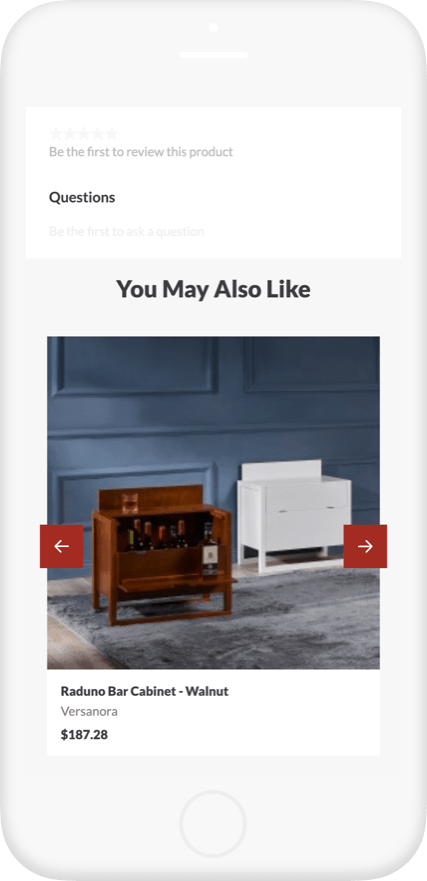 Be the first to review this product
Questions
Be the first to ask a question
You May Also Like
Raduno Bar Cabinet - Walnut
Versanora
$187.28